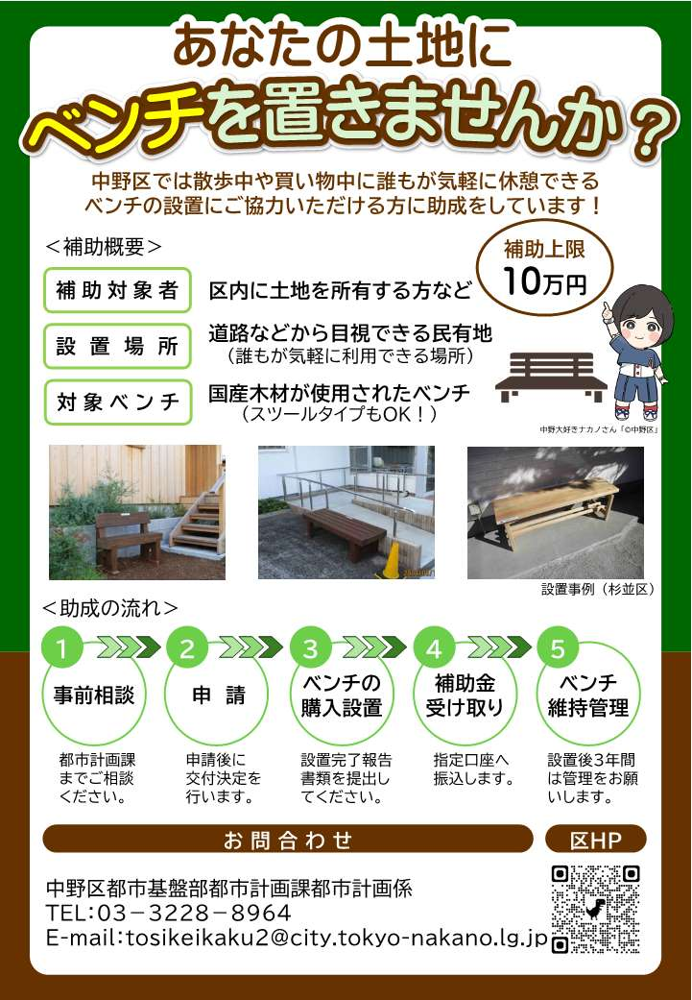 あなたの土地に
ベンチを置きませんか？
中野区では散歩中や買い物中に誰もが気軽に休憩できる
ベンチの設置にご協力いただける方に助成をしています！
＜補助概要＞
補助上限
10万円
補助対象者
区内に土地を所有する方など
設置場所
道路などから目視できる民有地
（誰もが気軽に利用できる場所）
対象ベンチ
国産木材が使用されたベンチ
（スツールタイプもOK！）
中野大好きナカノさん「©中野区」
設置事例（杉並区）
＜助成の流れ＞
1
事前相談
都市計画課
までご相談
ください。
2
申請
申請後に
交付決定を
行います。
3
ベンチの
購入設置
設置完了報告
書類を提出し
てください。
4
補助金
受け取り
指定口座へ
振込します。
5
ベンチ
維持管理
設置後3年間
は管理をお願
いします。
お問合わせ
区HP
中野区都市基盤部都市計画課都市計画係
TEL：03－3228－8964
E-mail：tosikeikaku2@city.tokyo-nakano.lg.jp